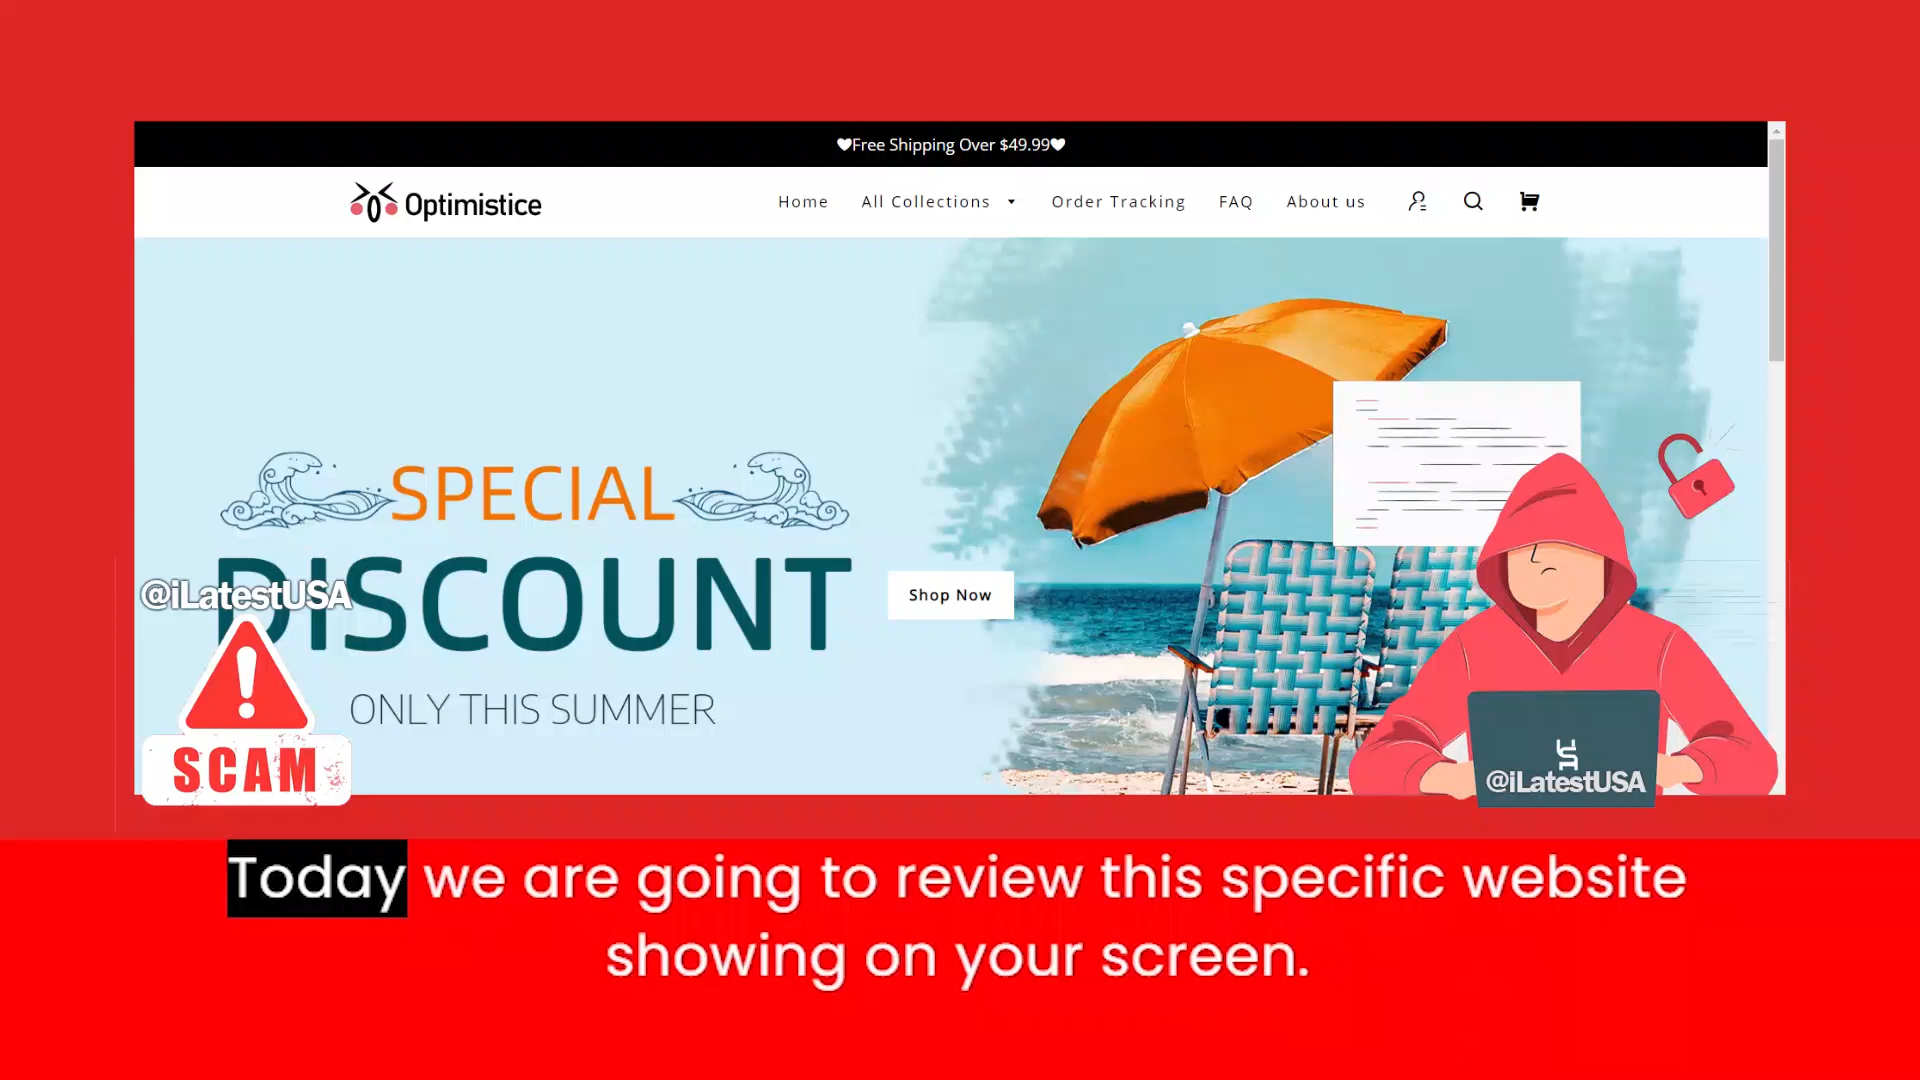 ♥Free Shipping Over $49.99♥
Optimistice
Home All Collections Order Tracking FAQ About us
SPECIAL
DISCOUNT
Shop Now
ONLY THIS SUMMER
@iLatestUSA
SCAM
@iLatestUSA
Today we are going to review this specific website
showing on your screen.